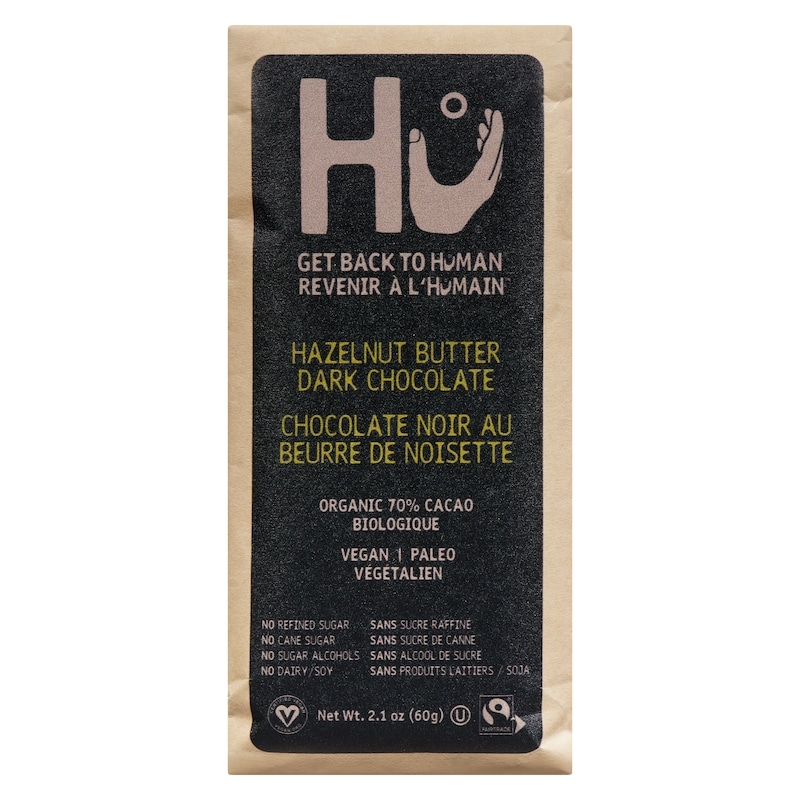 HU
GET BACK TO HUMAN
REVENIR À L'HUMAIN
HAZELNUT BUTTER
DARK CHOCOLATE
CHOCOLATE NOIR AU
BEURRE DE NOISETTE
ORGANIC 70% CACAO
BIOLOGIQUE
VEGAN | PALEO
VÉGÉTALIEN
NO REFINED SUGAR SANS SUCRE RAFFINÉ
NO CANE SUGAR SANS SUCRE DE CANNE
NO SUGAR ALCOHOLS SANS ALCOOL DE SUCRE
NO DAIRY/SOY SANS PRODUITS LAITIERS / SOJA
CERTIFIED VEGAN
Net Wt. 2.1 oz (60g) U
FAIRTRADE